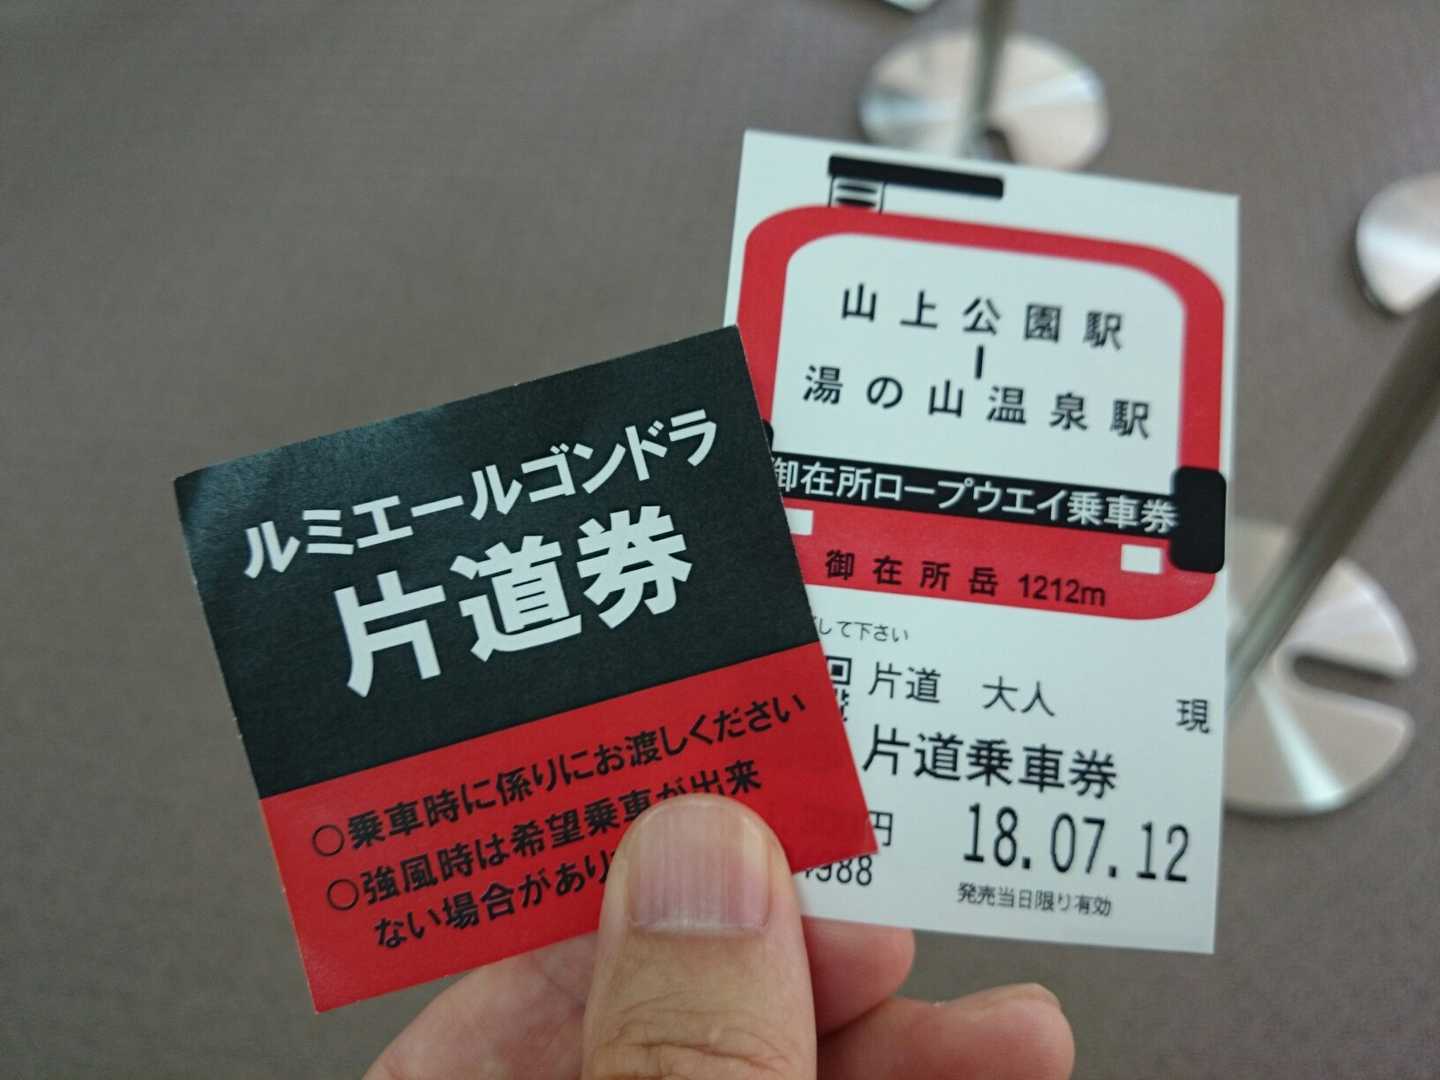 ルミエールゴンドラ
片道券
○乗車時に係りにお渡しください
○強風時は希望乗車が出来
ない場合があり
山上公園駅
ー
湯の山温泉駅
御在所ロープウエイ乗車券
御在所岳 1212m
して下さい
片道 大人 現
片道乗車券
円 18.07.12
4988
発売当日限り有効